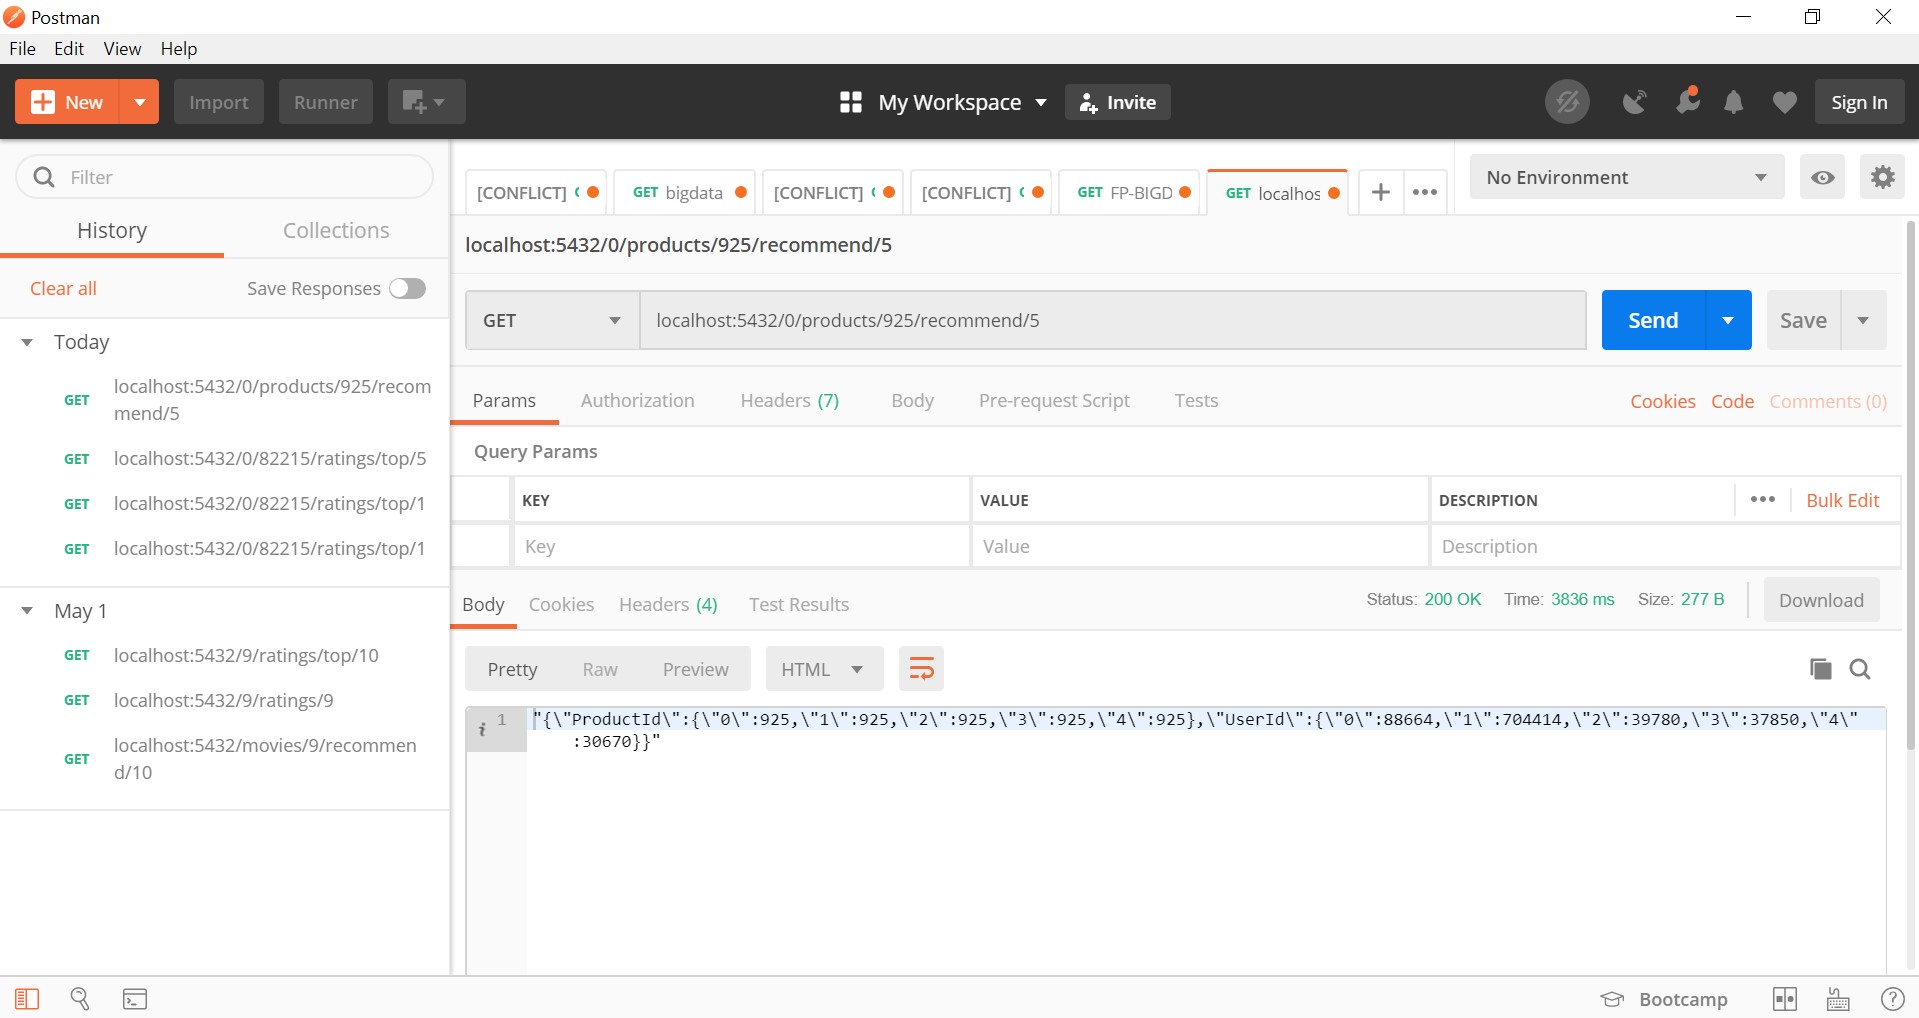 Postman
File Edit View Help
New Import Runner My Workspace Invite Sign In
Filter
History Collections
Clear all Save Responses
Today
GET localhost:5432/0/products/925/recom
mend/5
GET localhost:5432/0/82215/ratings/top/5
GET localhost:5432/0/82215/ratings/top/1
GET localhost:5432/0/82215/ratings/top/1
May 1
GET localhost:5432/9/ratings/top/10
GET localhost:5432/9/ratings/9
GET localhost:5432/movies/9/recommen
d/10
[CONFLICT] GET bigdata [CONFLICT] [CONFLICT] GET FP-BIGD GET localhos No Environment
localhost:5432/0/products/925/recommend/5
GET localhost:5432/0/products/925/recommend/5 Send Save
Params Authorization Headers (7) Body Pre-request Script Tests Cookies Code Comments (0)
Query Params
KEY VALUE DESCRIPTION Bulk Edit
Key Value Description
Body Cookies Headers (4) Test Results Status: 200 OK Time: 3836 ms Size: 277 B Download
Pretty Raw Preview HTML
1 "{\"ProductId\":{\"0\":925,\"1\":925,\"2\":925,\"3\":925,\"4\":925},\"UserId\":{\"0\":88664,\"1\":704414,\"2\":39780,\"3\":37850,\"4\"
:30670}}"
Bootcamp